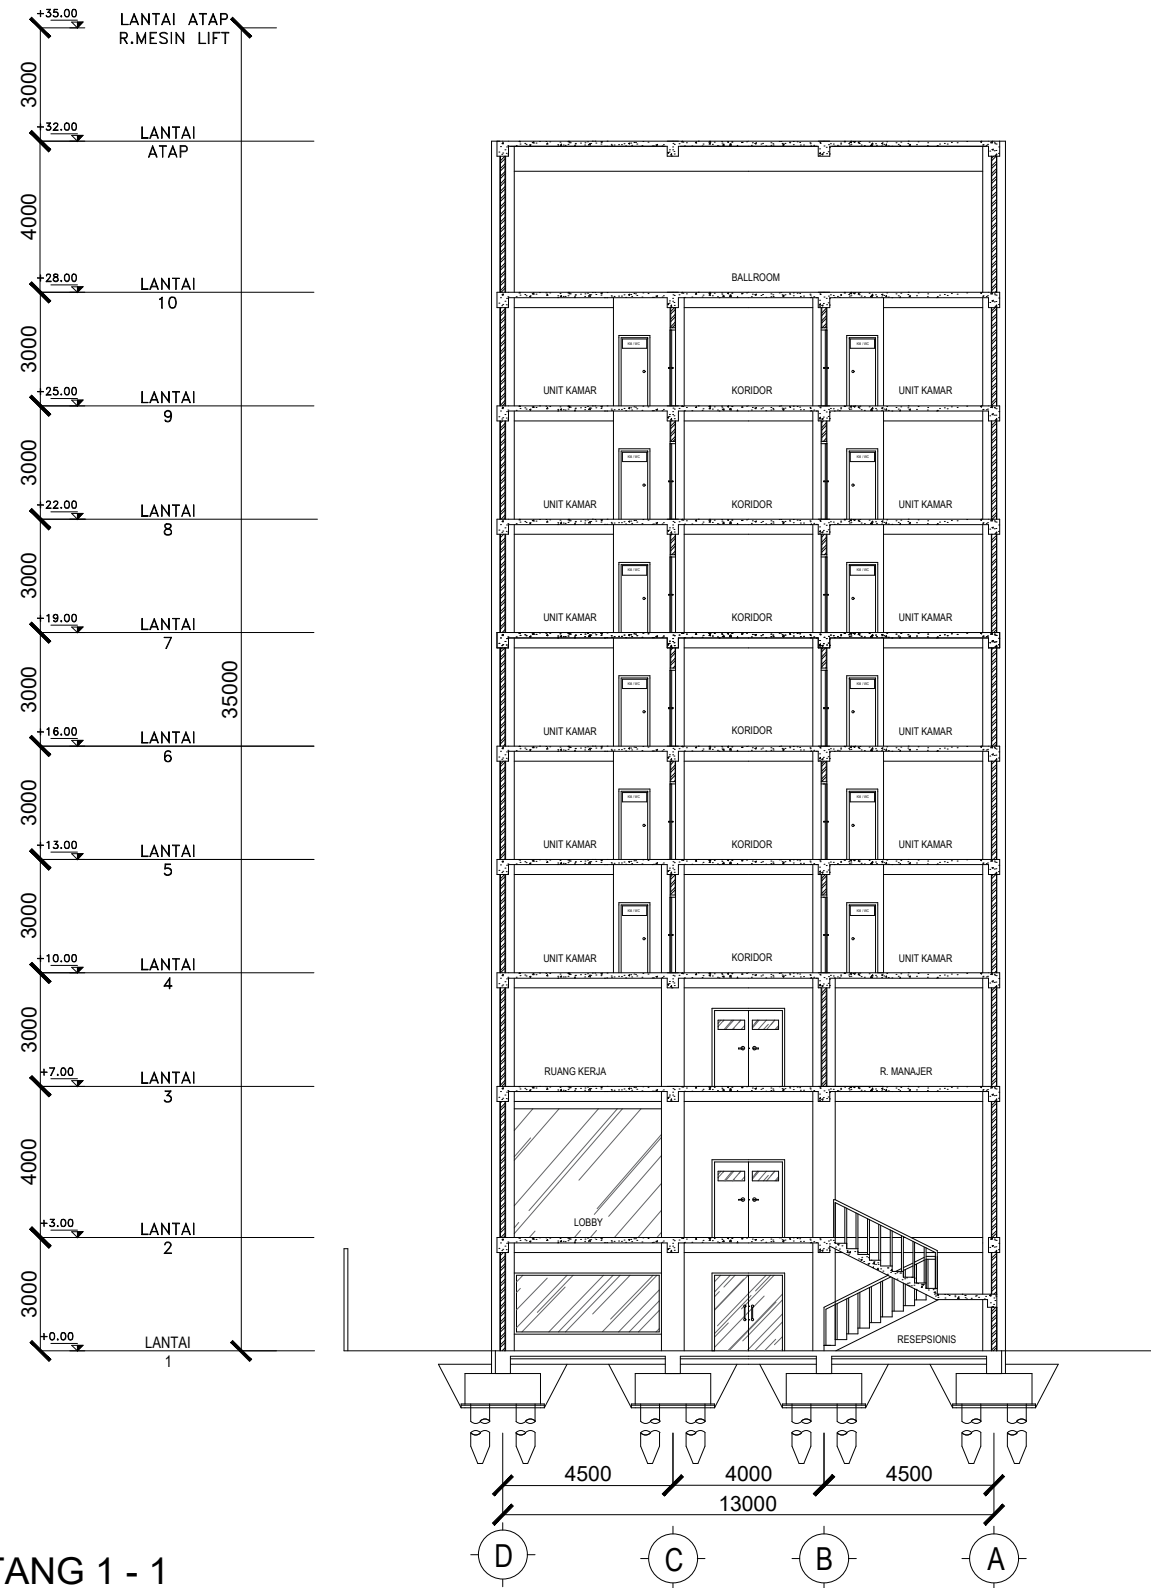 +35.00
LANTAI ATAP
R.MESIN LIFT
3000
+32.00
LANTAI
ATAP
4000
BALLROOM
+28.00
LANTAI
10
3000
UNIT KAMAR KORIDOR UNIT KAMAR
+25.00
LANTAI
9
3000
UNIT KAMAR KORIDOR UNIT KAMAR
+22.00
LANTAI
8
3000
UNIT KAMAR KORIDOR UNIT KAMAR
+19.00
LANTAI
7
3000
35000
UNIT KAMAR KORIDOR UNIT KAMAR
+16.00
LANTAI
6
3000
UNIT KAMAR KORIDOR UNIT KAMAR
+13.00
LANTAI
5
3000
UNIT KAMAR KORIDOR UNIT KAMAR
+10.00
LANTAI
4
3000
RUANG KERJA R. MANAJER
+7.00
LANTAI
3
4000
LOBBY
+3.00
LANTAI
2
3000
RESEPSIONIS
+0.00
LANTAI
1
4500 4000 4500
13000
D C B A
TANG 1 - 1